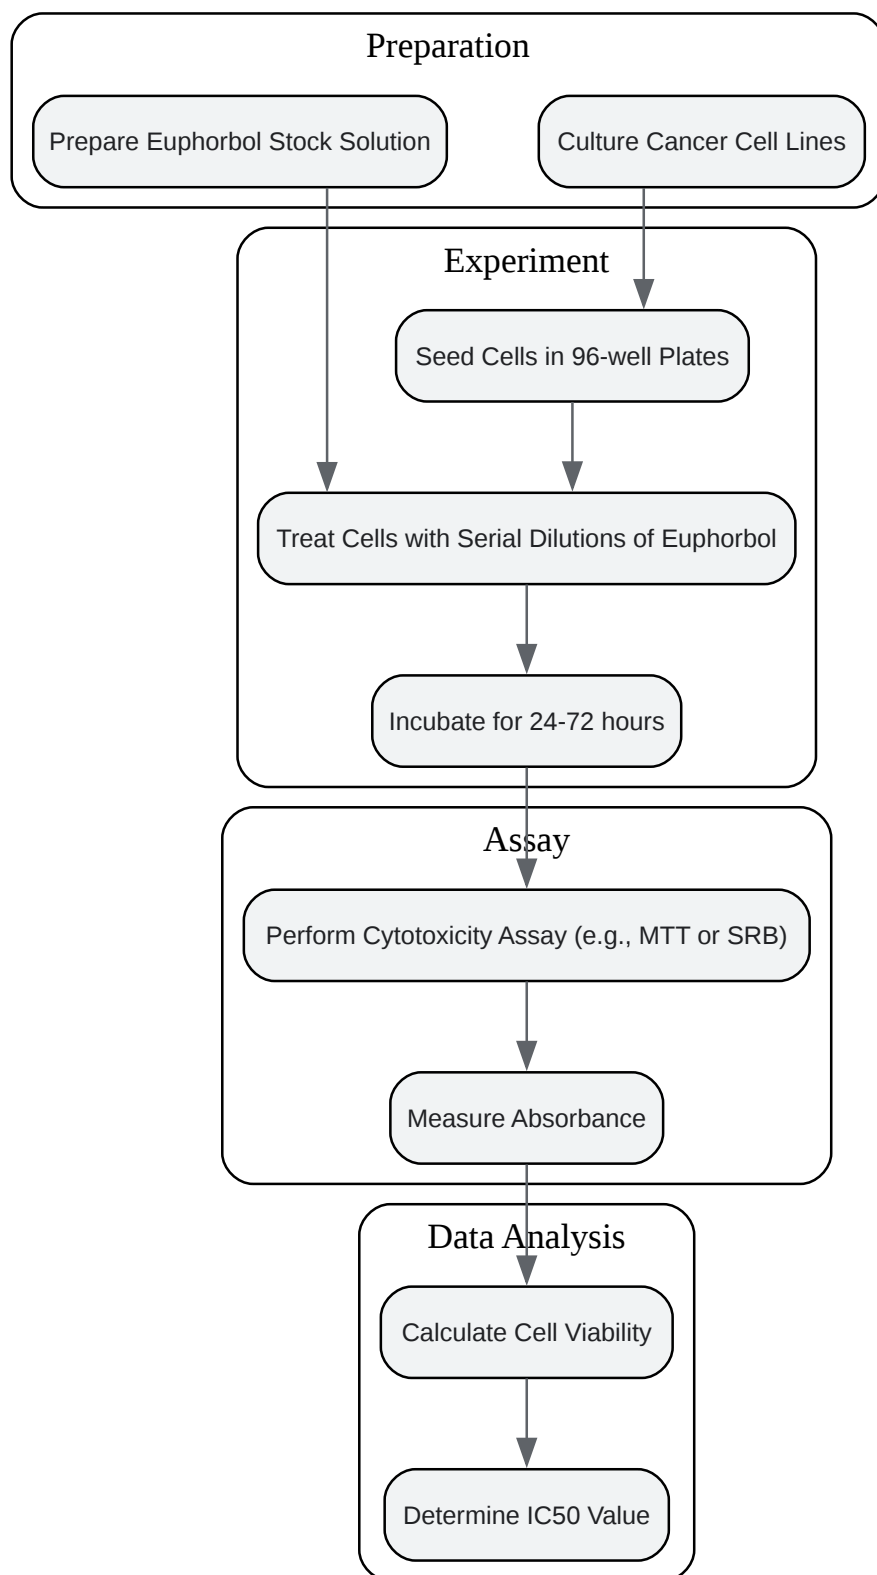 Preparation
Prepare Euphorbol Stock Solution
Culture Cancer Cell Lines
Experiment
Seed Cells in 96-well Plates
Treat Cells with Serial Dilutions of Euphorbol
Incubate for 24-72 hours
Assay
Perform Cytotoxicity Assay (e.g., MTT or SRB)
Measure Absorbance
Data Analysis
Calculate Cell Viability
Determine IC50 Value